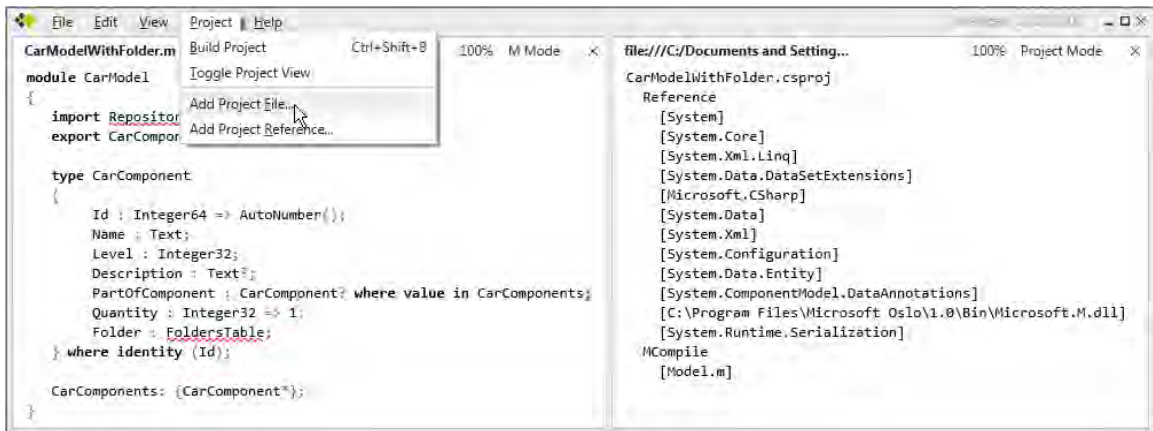 File Edit View Project Help
CarModelWithFolder.m 100% M Mode ×
Build Project Ctrl+Shift+B
Toggle Project View
Add Project File...
Add Project Reference...
module CarModel
{
import Repositor
export CarCompon
type CarComponent
{
Id : Integer64 => AutoNumber();
Name : Text;
Level : Integer32;
Description : Text?;
PartOfComponent : CarComponent? where value in CarComponents;
Quantity : Integer32 => 1;
Folder : FoldersTable;
} where identity (Id);
CarComponents: {CarComponent*};
}
file:///C:/Documents and Setting... 100% Project Mode ×
CarModelWithFolder.csproj
Reference
[System]
[System.Core]
[System.Xml.Linq]
[System.Data.DataSetExtensions]
[Microsoft.CSharp]
[System.Data]
[System.Xml]
[System.Configuration]
[System.Data.Entity]
[System.ComponentModel.DataAnnotations]
[C:\Program Files\Microsoft Oslo\1.0\Bin\Microsoft.M.dll]
[System.Runtime.Serialization]
MCompile
[Model.m]